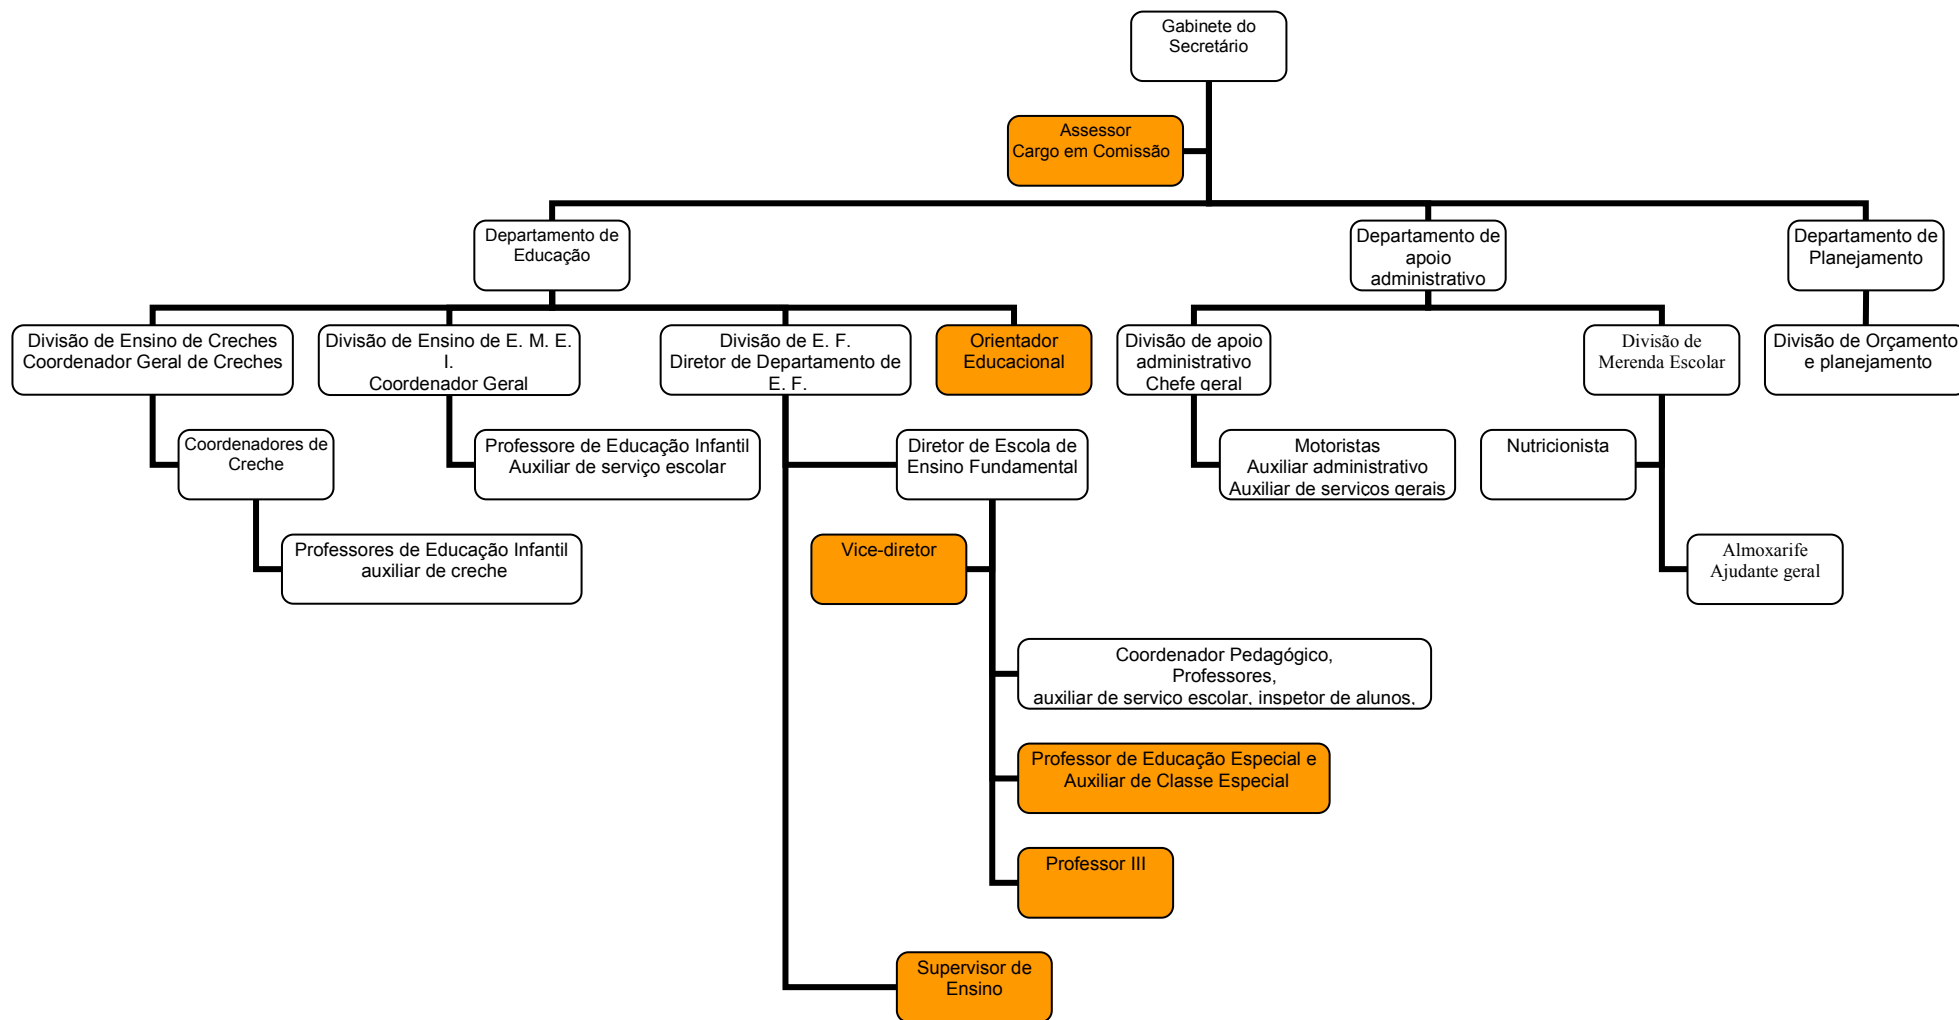 Gabinete do
Secretário
Assessor
Cargo em Comissão
Departamento de
Educação
Departamento de
apoio
administrativo
Departamento de
Planejamento
Divisão de Ensino de Creches
Coordenador Geral de Creches
Divisão de Ensino de E. M. E.
I.
Coordenador Geral
Divisão de E. F.
Diretor de Departamento de
E. F.
Orientador
Educacional
Divisão de apoio
administrativo
Chefe geral
Divisão de
Merenda Escolar
Divisão de Orçamento
e planejamento
Coordenadores de
Creche
Professore de Educação Infantil
Auxiliar de serviço escolar
Diretor de Escola de
Ensino Fundamental
Motoristas
Auxiliar administrativo
Auxiliar de serviços gerais
Nutricionista
Professores de Educação Infantil
auxiliar de creche
Vice-diretor
Almoxarife
Ajudante geral
Coordenador Pedagógico,
Professores,
auxiliar de serviço escolar, inspetor de alunos,
Professor de Educação Especial e
Auxiliar de Classe Especial
Professor III
Supervisor de
Ensino